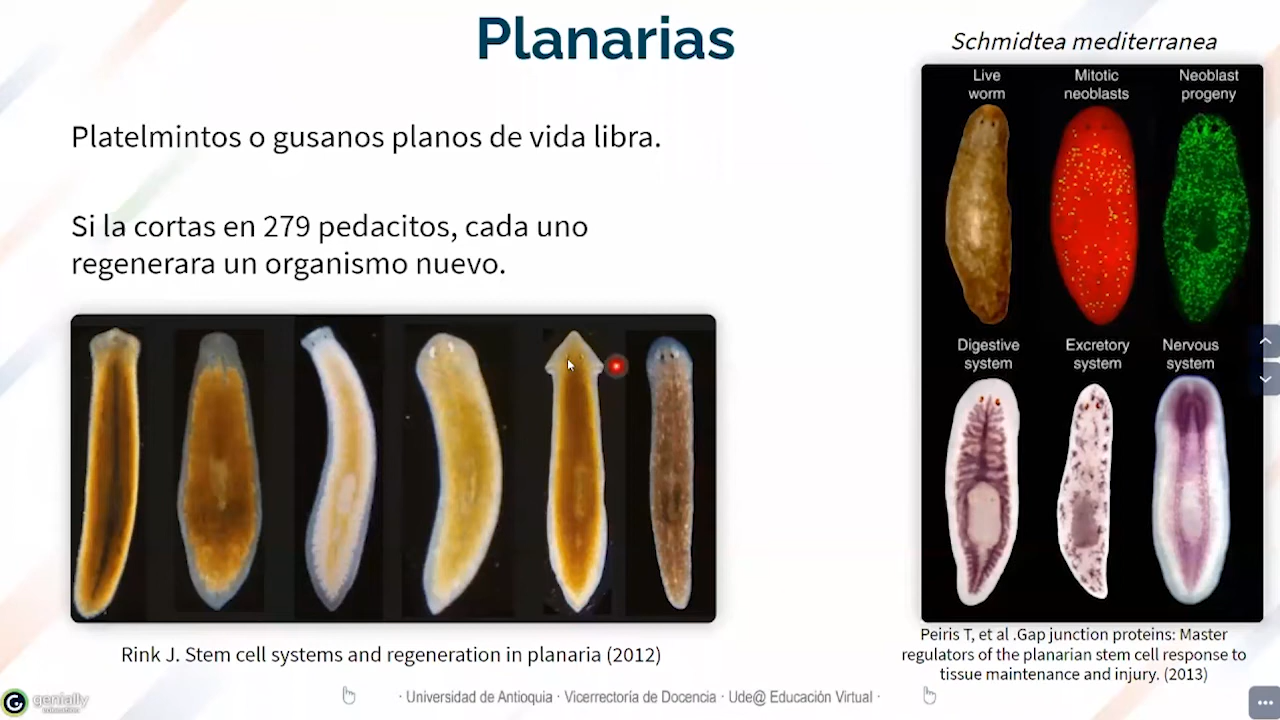 Planarias
Platelmintos o gusanos planos de vida libra.
Si la cortas en 279 pedacitos, cada uno
regenerara un organismo nuevo.
Rink J. Stem cell systems and regeneration in planaria (2012)
Schmidtea mediterranea
Live
worm
Mitotic
neoblasts
Neoblast
progeny
Digestive
system
Excretory
system
Nervous
system
Peiris T, et al .Gap junction proteins: Master
regulators of the planarian stem cell response to
tissue maintenance and injury. (2013)
genially
education
· Universidad de Antioquia · Vicerrectoría de Docencia · Ude@ Educación Virtual ·